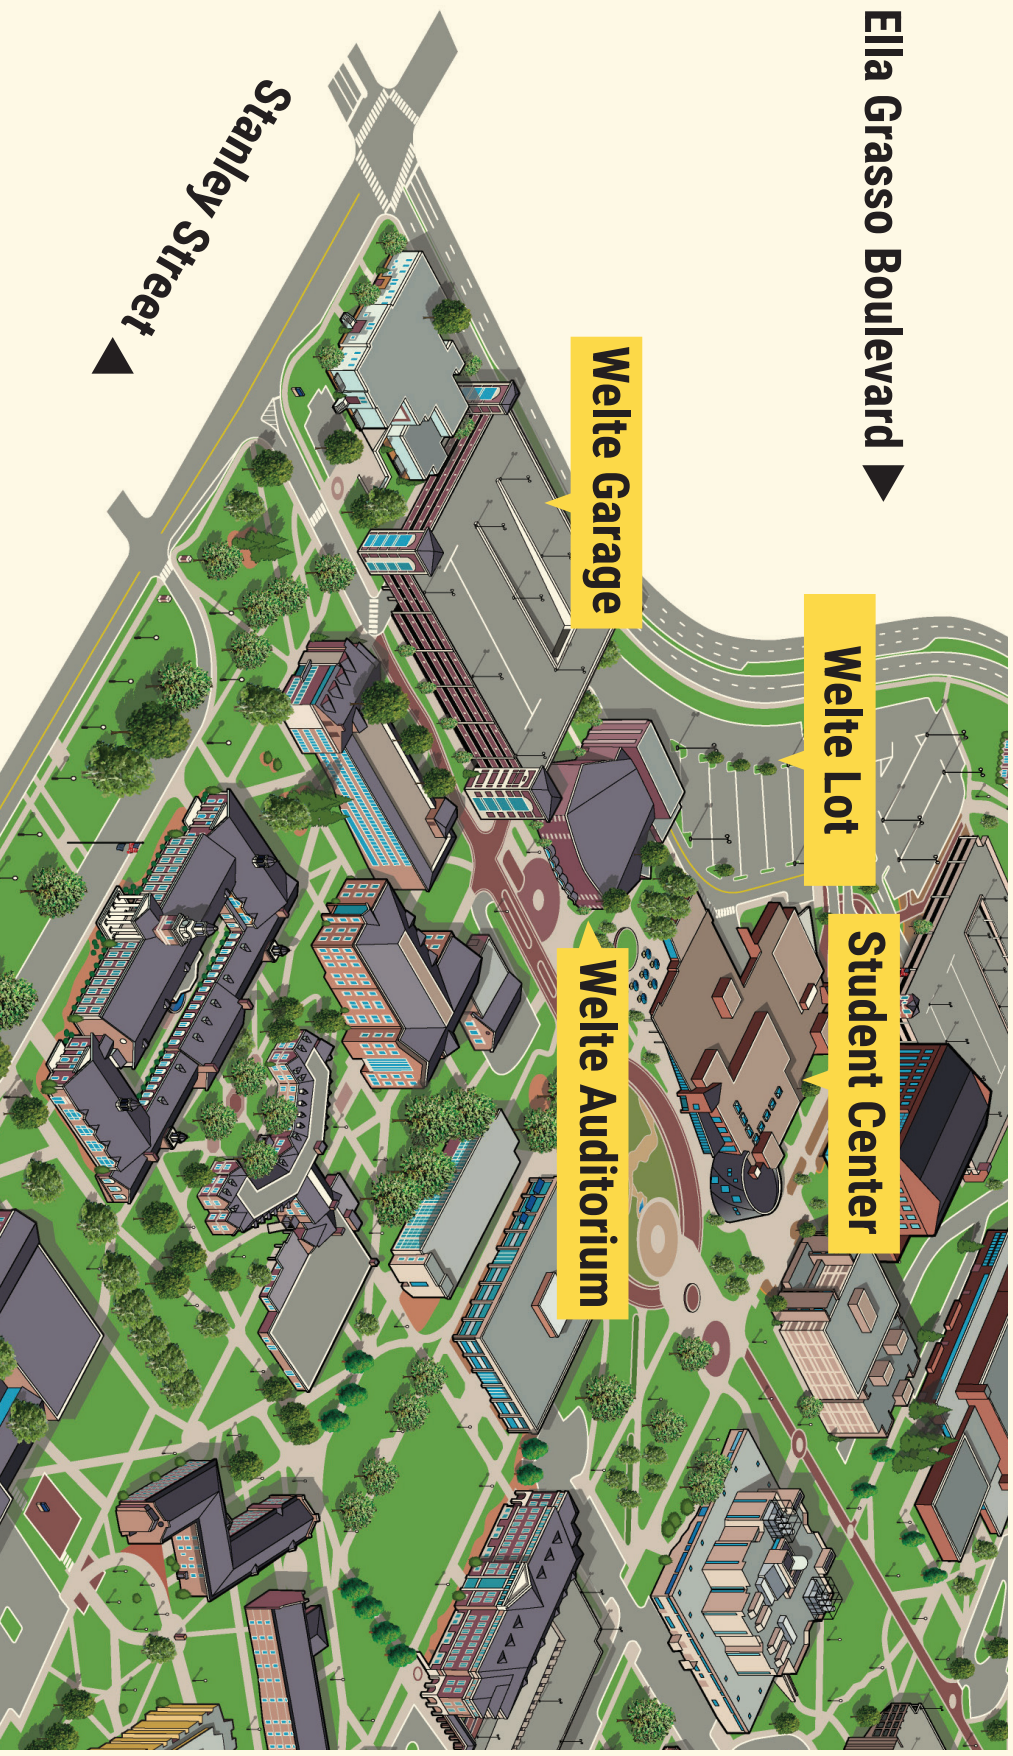 Ella Grasso Boulevard
Stanley Street
Welte Garage
Welte Lot
Student Center
Welte Auditorium